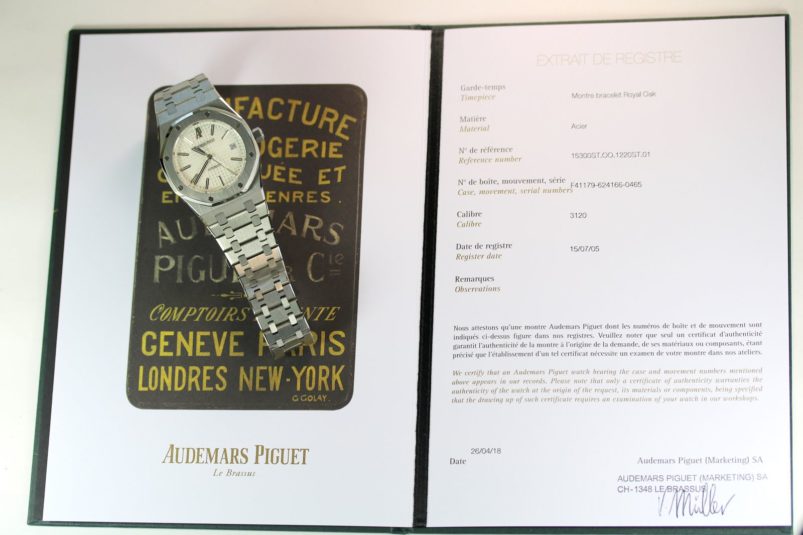 FACTURE
OGERIE
UÉE ET
ENRES.
AU MARS
PIGU & Cie
COMPTOIRS NTE
GENEVE PARIS
LONDRES NEW-YORK
G GOLAY.
AUDEMARS PIGUET
Le Brassus
EXTRAIT DE REGISTRE
Garde-temps
Timepiece
Montre bracelet Royal Oak
Matière
Material
Acier
N° de référence
Reference number
15300ST.OO.1220ST.01
N° de boîte, mouvement, série
Case, movement, serial numbers
F41179-624166-0465
Calibre
Calibre
3120
Date de registre
Register date
15/07/05
Remarques
Observations
Nous attestons qu'une montre Audemars Piguet dont les numéros de boîte et de mouvement sont
indiqués ci-dessus figure dans nos registres. Veuillez noter que seul un certificat d'authenticité
garantit l'authenticité de la montre à l'origine de la demande, de ses matériaux ou composants, étant
précisé que l'établissement d'un tel certificat nécessite un examen de votre montre dans nos ateliers.
We certify that an Audemars Piguet watch bearing the case and movement numbers mentioned
above appears in our records. Please note that only a certificate of authenticity warranties the
authenticity of the watch at the origin of the request, its materials or components, being specified
that the drawing up of such certificate requires an examination of your watch in our workshops.
26/04/18
Date
Audemars Piguet (Marketing) SA
AUDEMARS PIGUET (MARKETING) SA
CH-1348 LE BRASSUS
V Müller